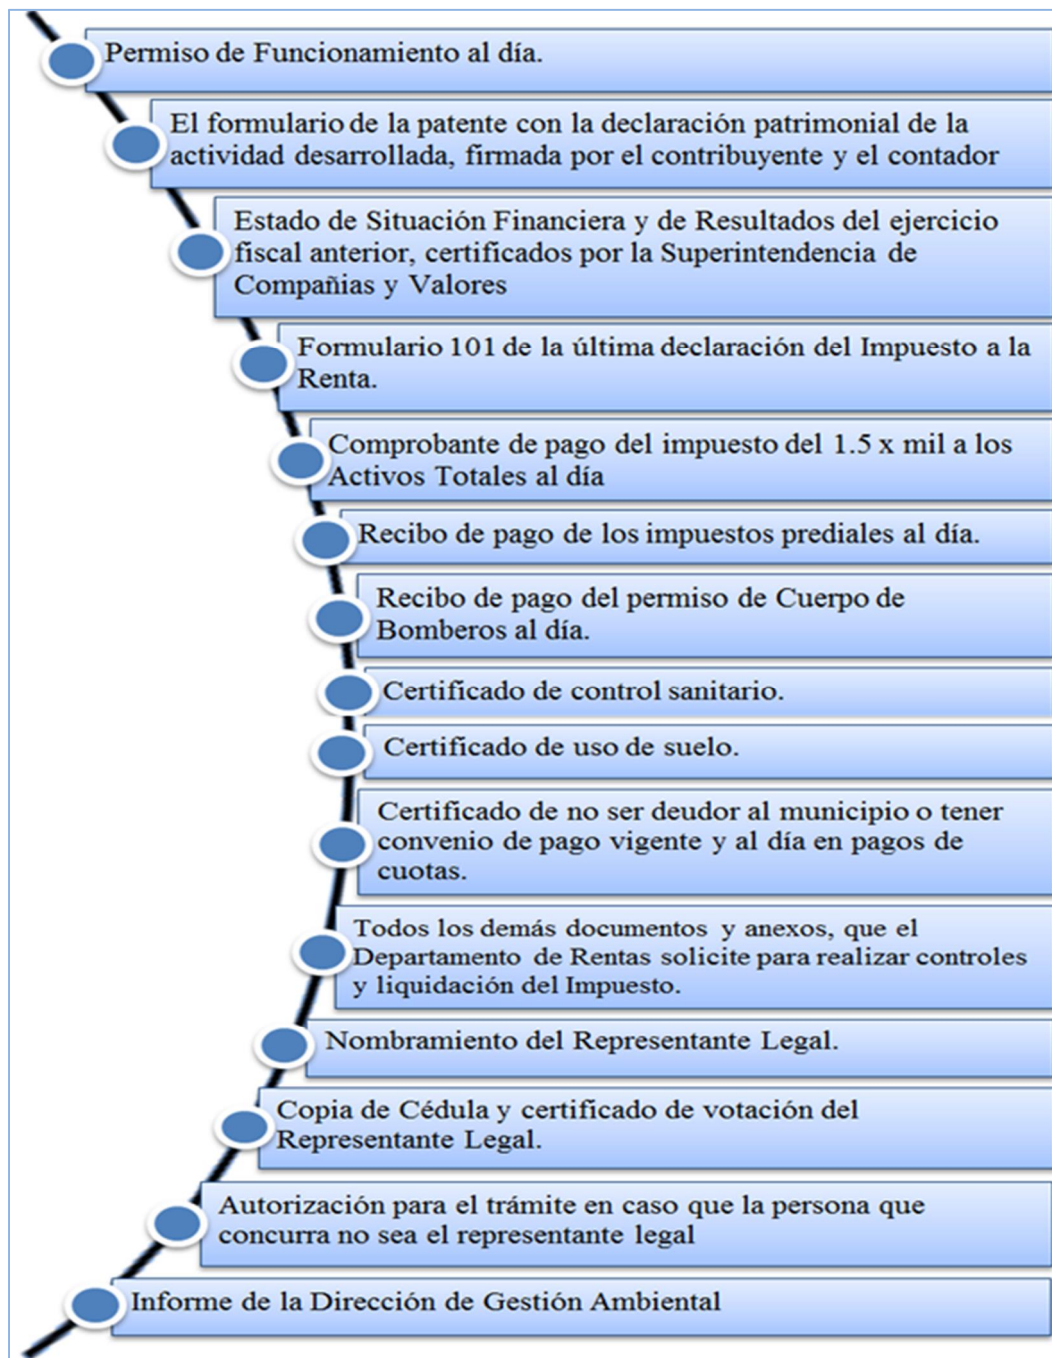 Permiso de Funcionamiento al día.
El formulario de la patente con la declaración patrimonial de la
actividad desarrollada, firmada por el contribuyente y el contador
Estado de Situación Financiera y de Resultados del ejercicio
fiscal anterior, certificados por la Superintendencia de
Compañias y Valores
Formulario 101 de la última declaración del Impuesto a la
Renta.
Comprobante de pago del impuesto del 1.5 x mil a los
Activos Totales al día
Recibo de pago de los impuestos prediales al día.
Recibo de pago del permiso de Cuerpo de
Bomberos al día.
Certificado de control sanitario.
Certificado de uso de suelo.
Certificado de no ser deudor al municipio o tener
convenio de pago vigente y al día en pagos de
cuotas.
Todos los demás documentos y anexos, que el
Departamento de Rentas solicite para realizar controles
y liquidación del Impuesto.
Nombramiento del Representante Legal.
Copia de Cédula y certificado de votación del
Representante Legal.
Autorización para el trámite en caso que la persona que
concurra no sea el representante legal
Informe de la Dirección de Gestión Ambiental